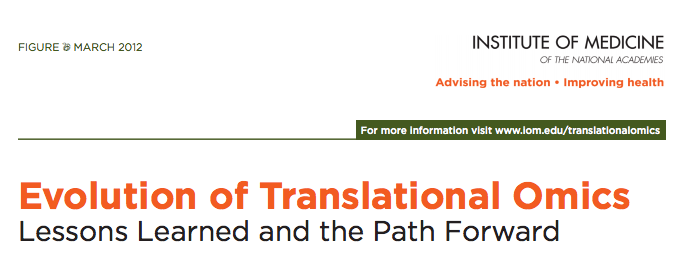 FIGURE & MARCH 2012
INSTITUTE OF MEDICINE
OF THE NATIONAL ACADEMIES
Advising the nation • Improving health
For more information visit www.iom.edu/translationalomics
Evolution of Translational Omics
Lessons Learned and the Path Forward